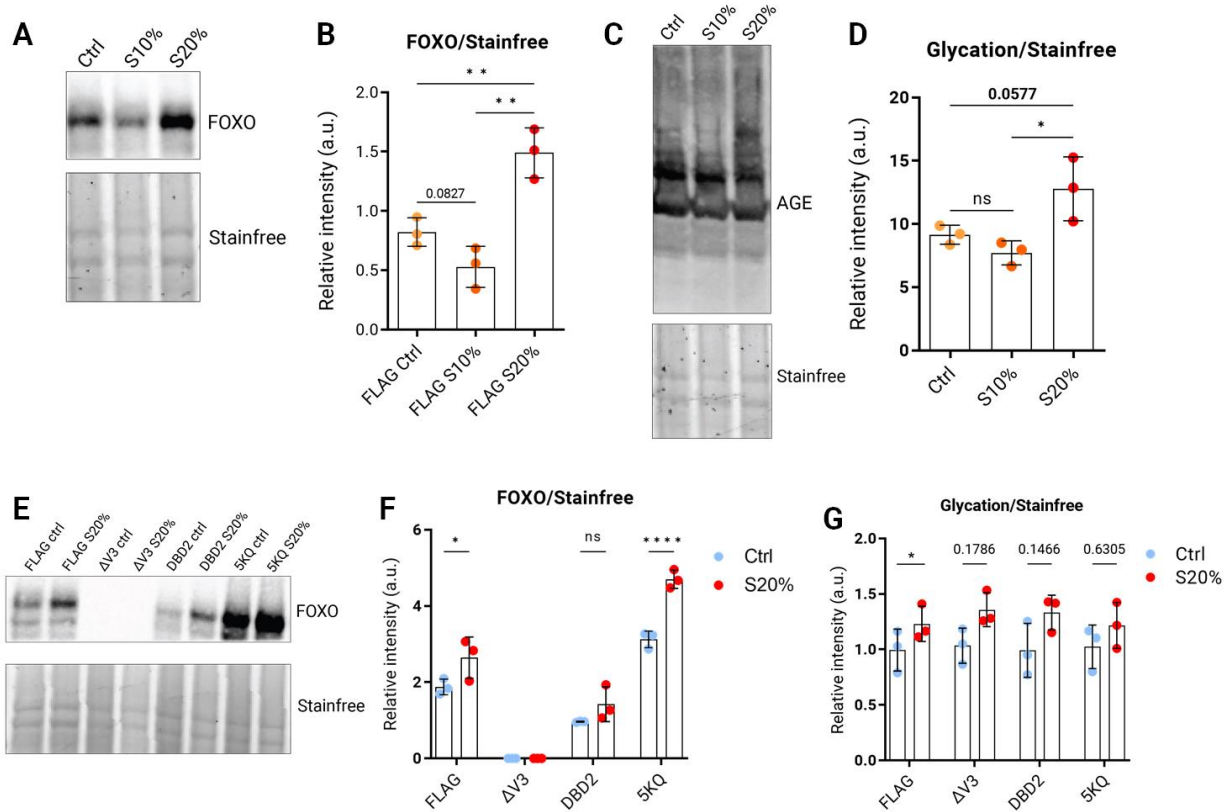 A
Ctrl
S10%
S20%
FOXO
Stainfree
B
FOXO/Stainfree
* *
* *
0.0827
Relative intensity (a.u.)
2.0
1.5
1.0
0.5
0.0
FLAG Ctrl
FLAG S10%
FLAG S20%
C
Ctrl
S10%
S20%
AGE
Stainfree
D
Glycation/Stainfree
0.0577
*
ns
Relative intensity (a.u.)
20
15
10
5
0
Ctrl
S10%
S20%
E
FLAG ctrl
FLAG S20%
ΔV3 ctrl
ΔV3 S20%
DBD2 ctrl
DBD2 S20%
5KQ ctrl
5KQ S20%
FOXO
Stainfree
F
FOXO/Stainfree
*
ns
* * * *
Relative intensity (a.u.)
6
4
2
0
FLAG
ΔV3
DBD2
5KQ
Ctrl
S20%
G
Glycation/Stainfree
*
0.1786
0.1466
0.6305
Relative intensity (a.u.)
2.0
1.5
1.0
0.5
0.0
FLAG
ΔV3
DBD2
5KQ
Ctrl
S20%